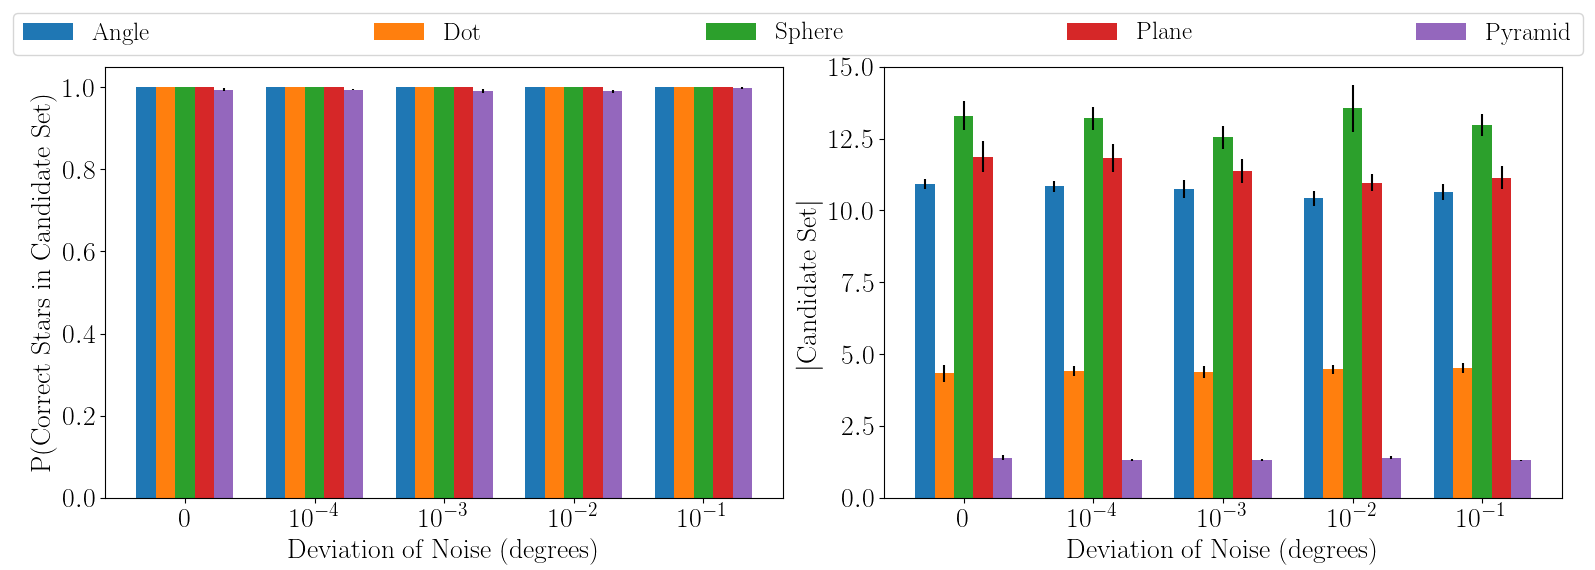 Angle Dot Sphere Plane Pyramid
P(Correct Stars in Candidate Set)
1.0
0.8
0.6
0.4
0.2
0.0
0 10⁻⁴ 10⁻³ 10⁻² 10⁻¹
Deviation of Noise (degrees)
|Candidate Set|
15.0
12.5
10.0
7.5
5.0
2.5
0.0
0 10⁻⁴ 10⁻³ 10⁻² 10⁻¹
Deviation of Noise (degrees)